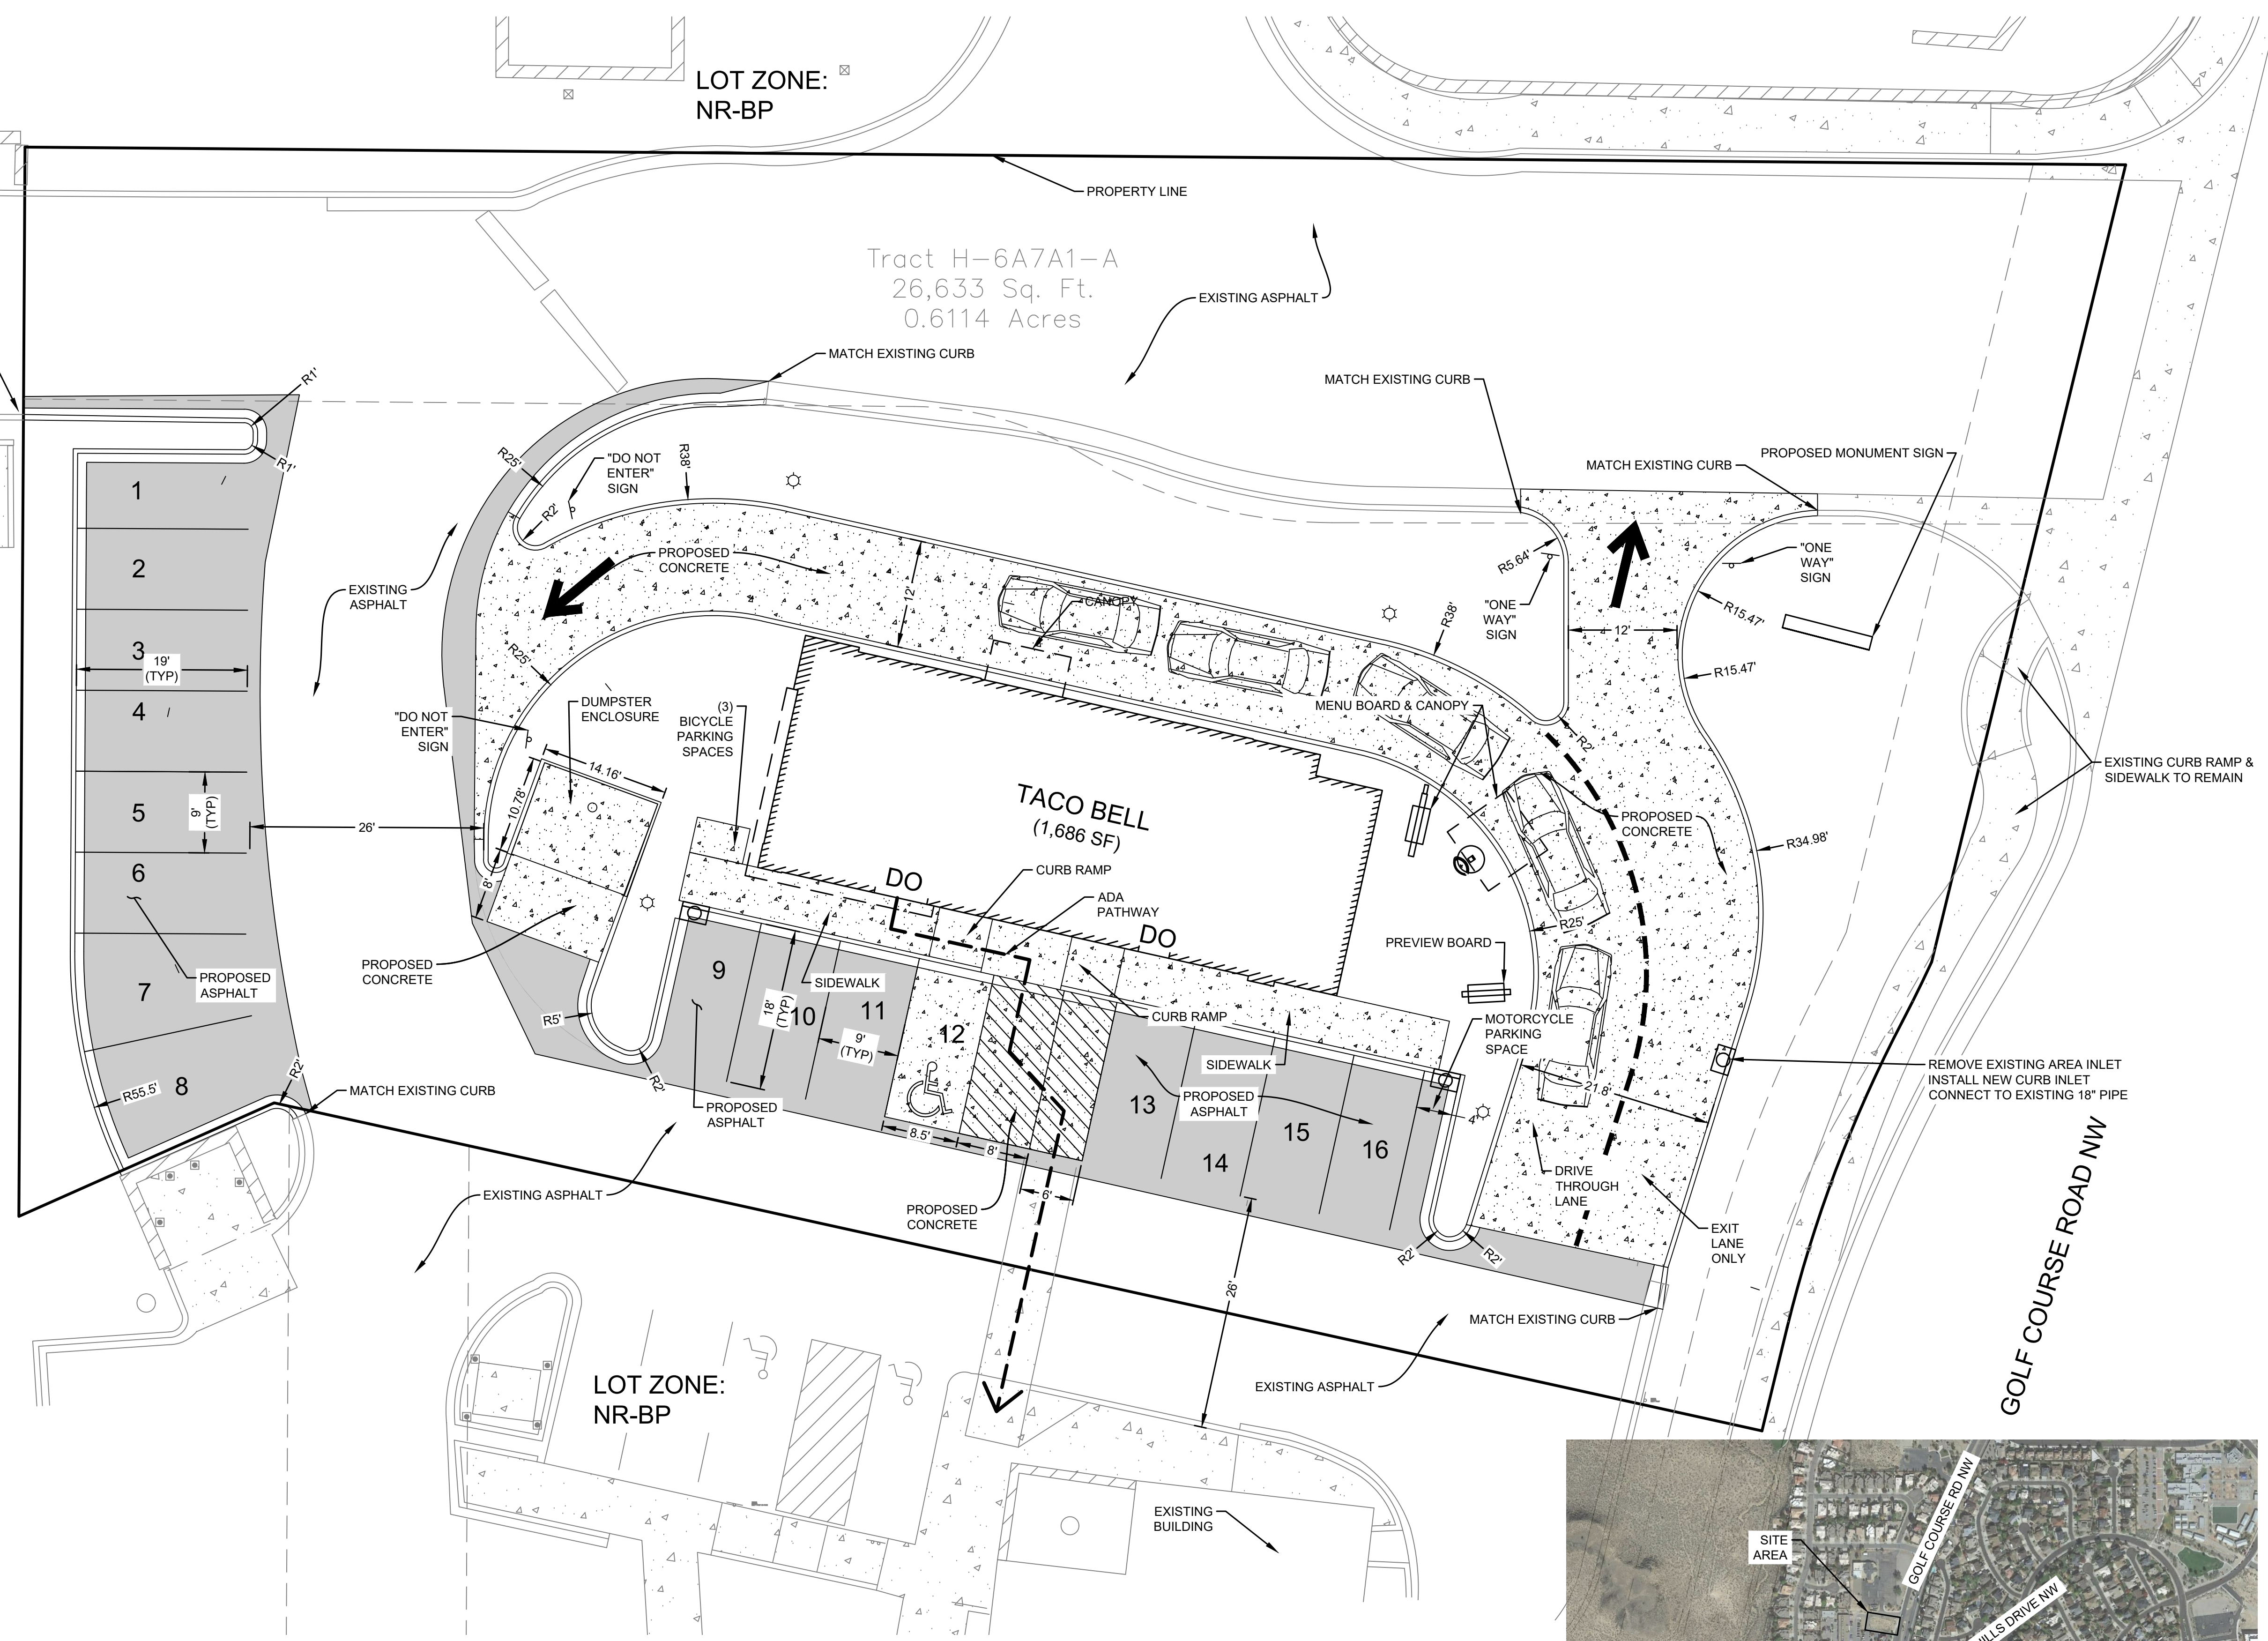 LOT ZONE:
NR-BP
PROPERTY LINE
Tract H-6A7A1-A
26,633 Sq. Ft.
0.6114 Acres
EXISTING ASPHALT
MATCH EXISTING CURB
MATCH EXISTING CURB
MATCH EXISTING CURB
PROPOSED MONUMENT SIGN
R1'
R1'
R25'
R2'
"DO NOT
ENTER"
SIGN
R38'
PROPOSED
CONCRETE
12'
CANOPY
R38'
R5.64'
"ONE
WAY"
SIGN
12'
"ONE
WAY"
SIGN
R15.47'
R15.47'
1
2
3
19'
(TYP)
4
5
9'
(TYP)
6
7
8
EXISTING
ASPHALT
26'
R25'
"DO NOT
ENTER"
SIGN
DUMPSTER
ENCLOSURE
14.16'
10.78'
8'
(3)
BICYCLE
PARKING
SPACES
MENU BOARD & CANOPY
R2'
TACO BELL
(1,686 SF)
PROPOSED
CONCRETE
R34.98'
EXISTING CURB RAMP &
SIDEWALK TO REMAIN
DO
CURB RAMP
ADA
PATHWAY
DO
R25'
PREVIEW BOARD
PROPOSED
ASPHALT
PROPOSED
CONCRETE
SIDEWALK
9
18'
(TYP)
10
11
9'
(TYP)
12
CURB RAMP
SIDEWALK
MOTORCYCLE
PARKING
SPACE
R5'
R2'
PROPOSED
ASPHALT
8.5'
8'
6'
13
PROPOSED
ASPHALT
14
15
16
4'
21.8'
REMOVE EXISTING AREA INLET
INSTALL NEW CURB INLET
CONNECT TO EXISTING 18" PIPE
R55.5'
R2'
MATCH EXISTING CURB
EXISTING ASPHALT
PROPOSED
CONCRETE
DRIVE
THROUGH
LANE
EXIT
LANE
ONLY
R2'
R2'
26'
MATCH EXISTING CURB
GOLF COURSE ROAD NW
EXISTING ASPHALT
LOT ZONE:
NR-BP
EXISTING
BUILDING
SITE
AREA
GOLF COURSE RD NW
ILLS DRIVE NW